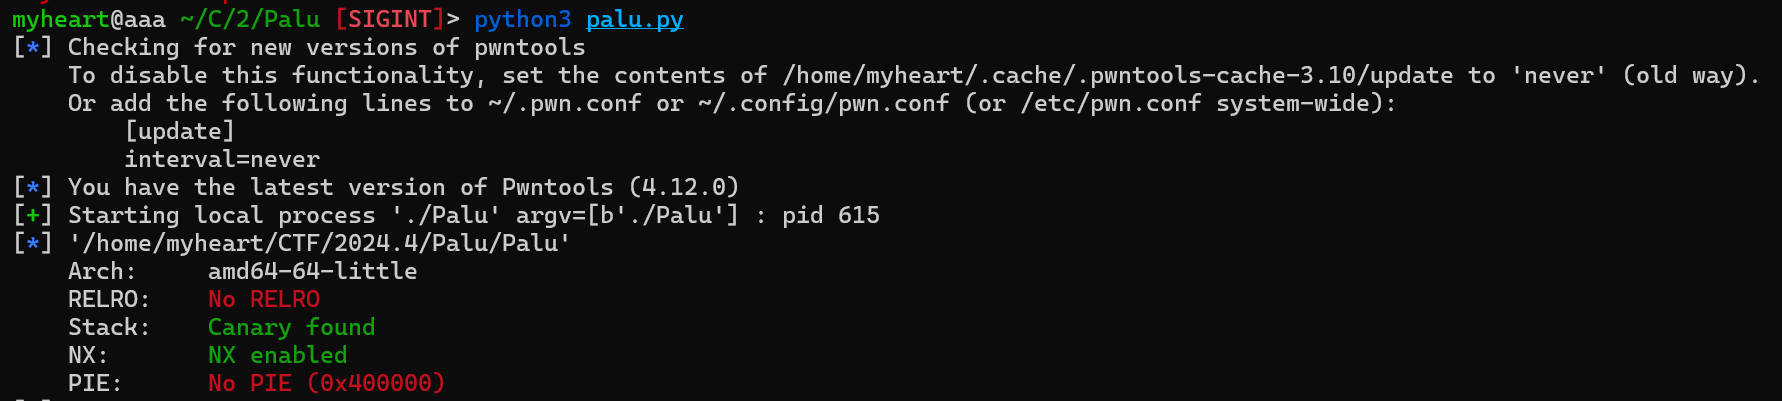 myheart@aaa ~/C/2/Palu [SIGINT]> python3 palu.py
[*] Checking for new versions of pwntools
    To disable this functionality, set the contents of /home/myheart/.cache/.pwntools-cache-3.10/update to 'never' (old way).
    Or add the following lines to ~/.pwn.conf or ~/.config/pwn.conf (or /etc/pwn.conf system-wide):
        [update]
        interval=never
[*] You have the latest version of Pwntools (4.12.0)
[+] Starting local process './Palu' argv=[b'./Palu'] : pid 615
[*] '/home/myheart/CTF/2024.4/Palu/Palu'
    Arch:     amd64-64-little
    RELRO:    No RELRO
    Stack:    Canary found
    NX:       NX enabled
    PIE:      No PIE (0x400000)